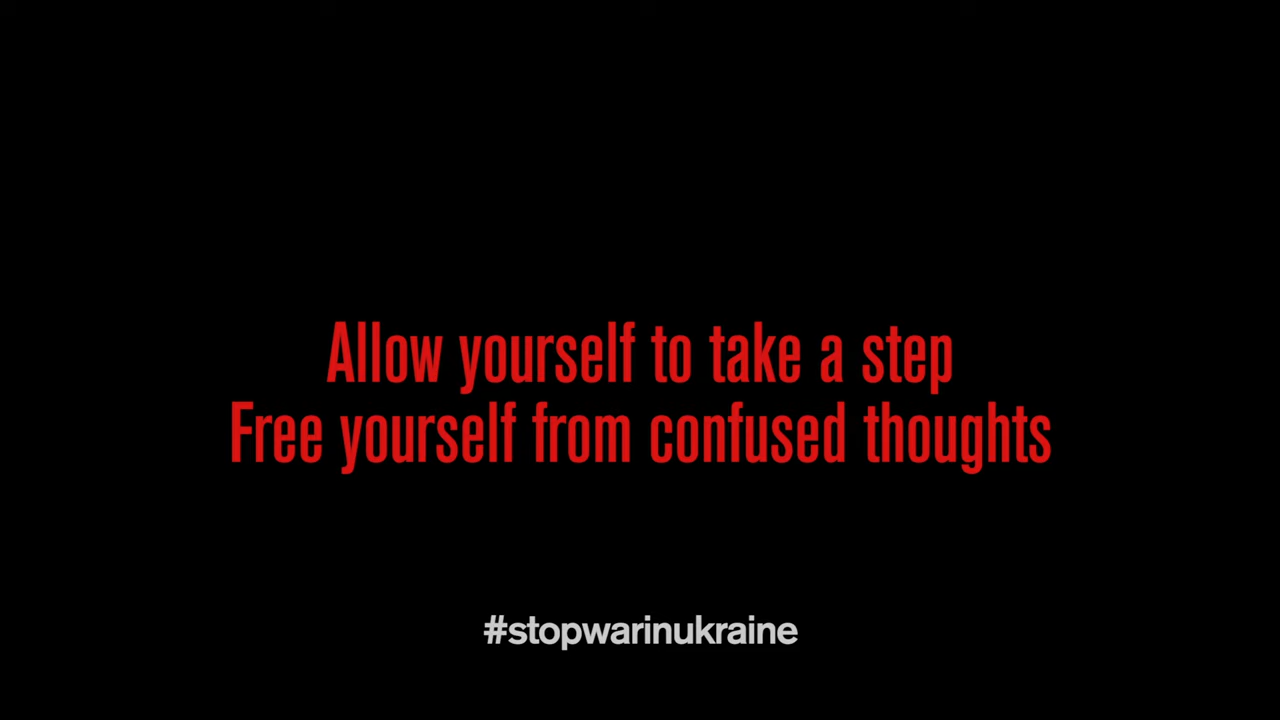 Allow yourself to take a step
Free yourself from confused thoughts
#stopwarinukraine